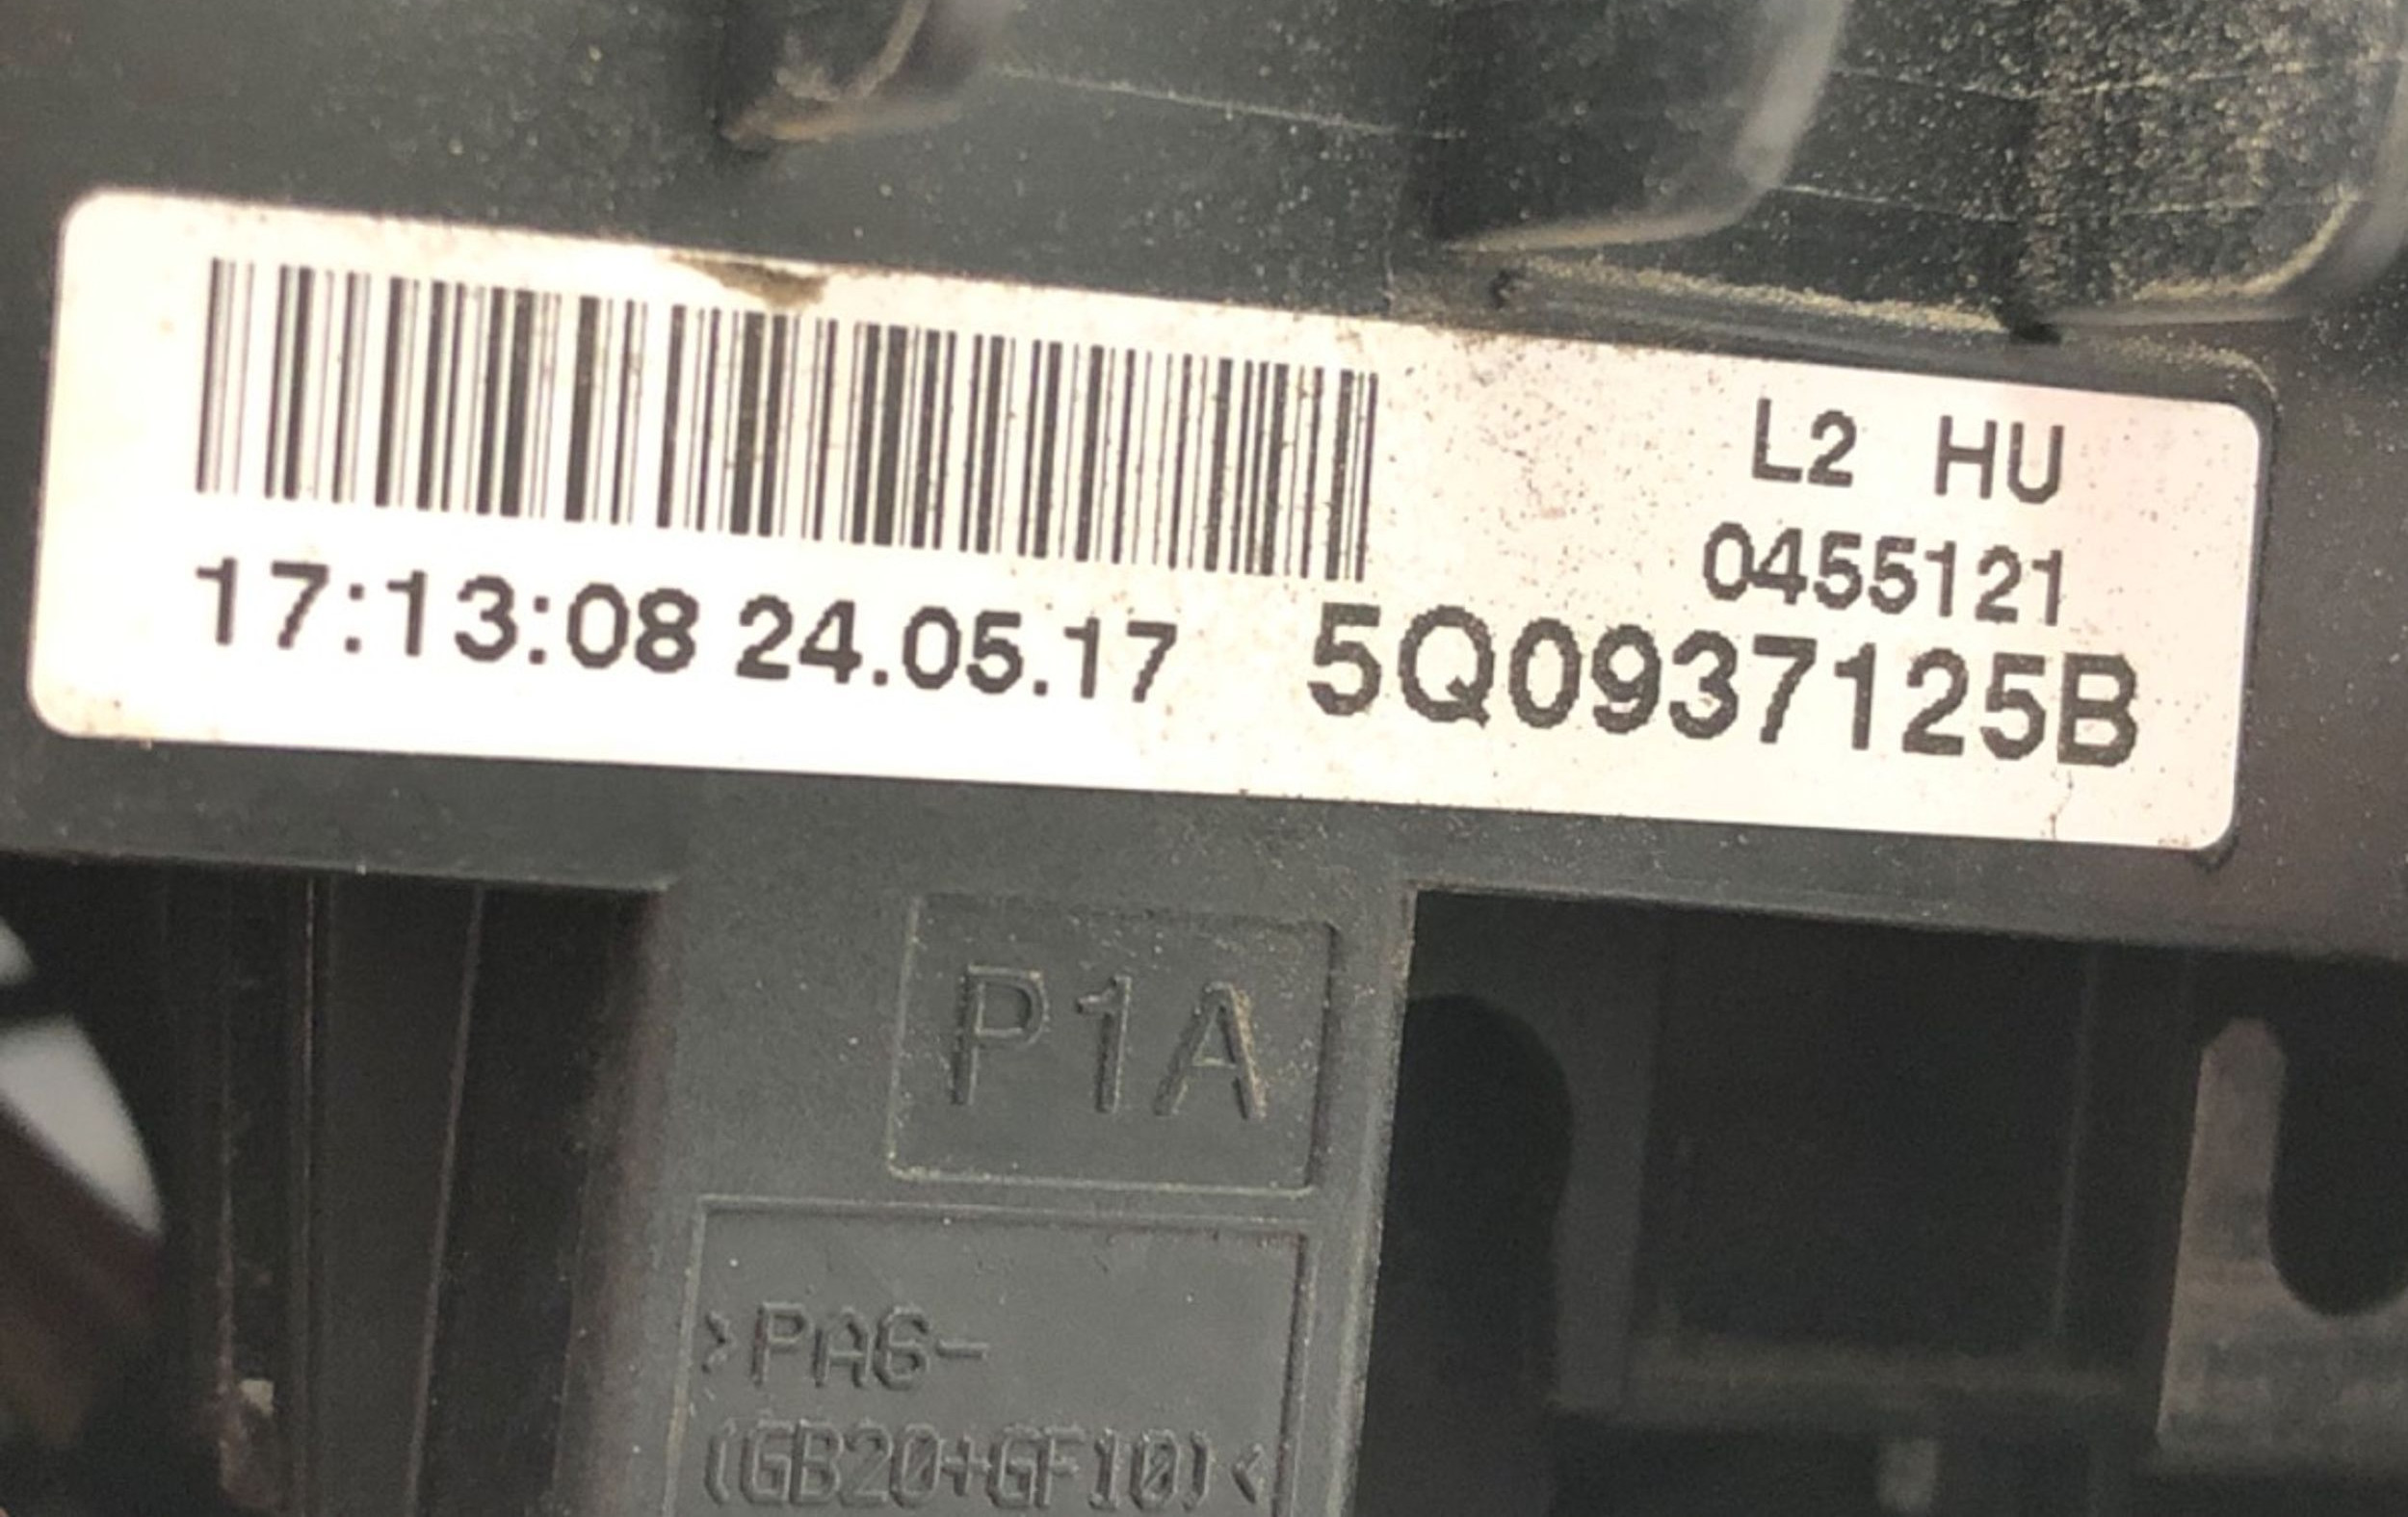 L2 HU
0455121
17:13:08 24.05.17 5Q0937125B
P1A
>PA6-
(GB20+GF10)<